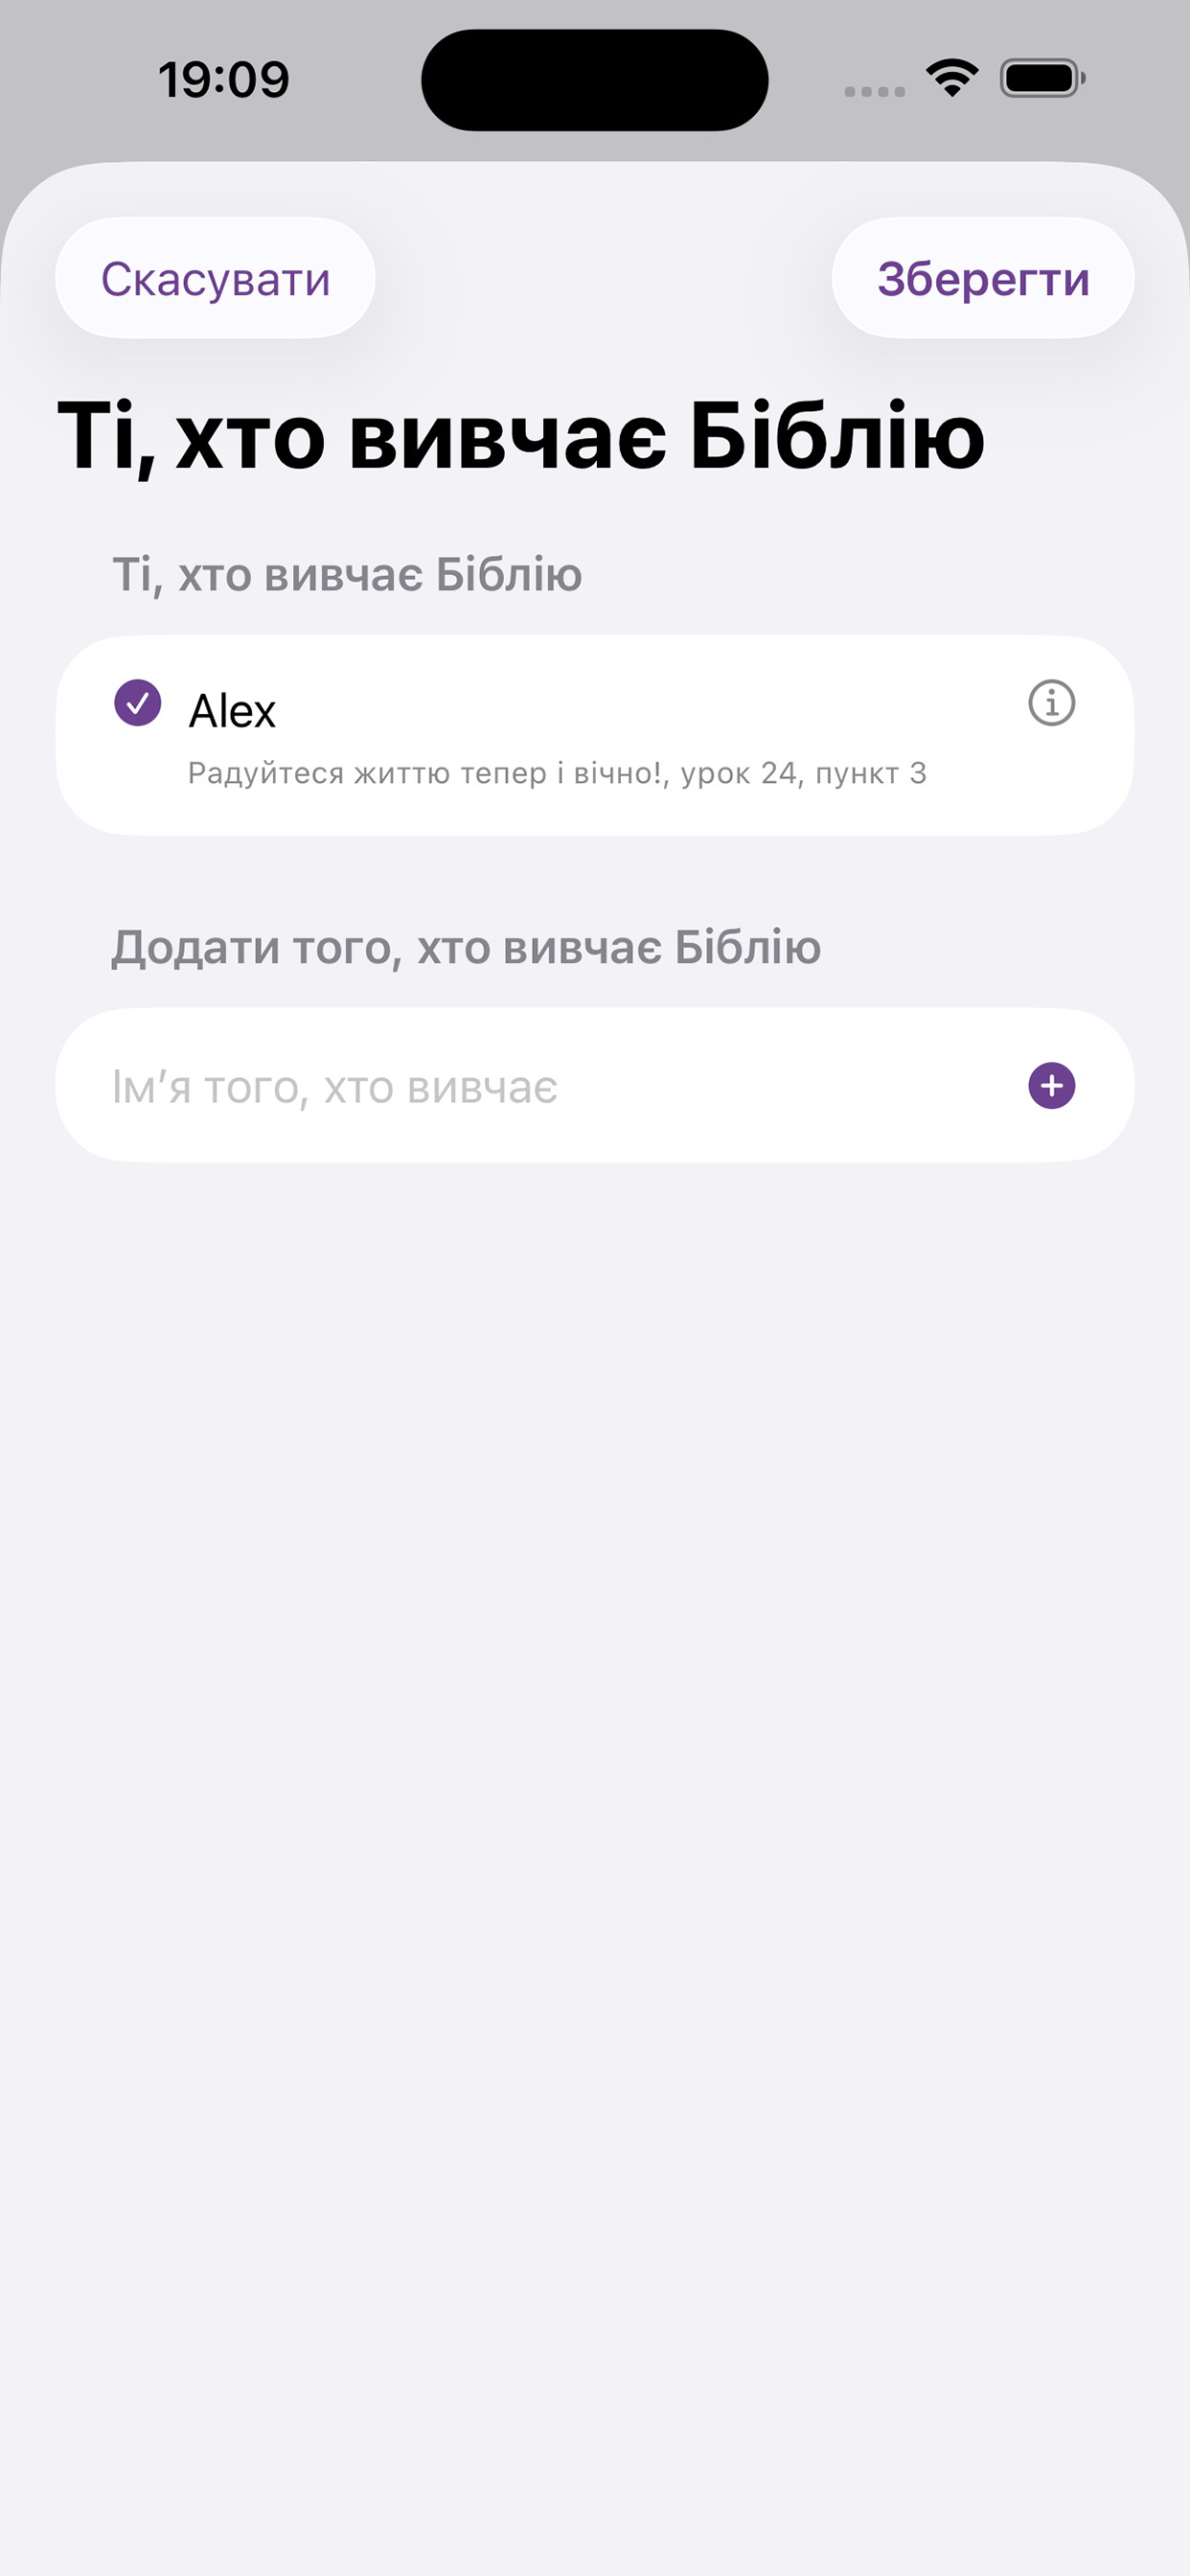 19:09
Скасувати
Зберегти
Ті, хто вивчає Біблію
Ті, хто вивчає Біблію
Alex
Радуйтеся життю тепер і вічно!, урок 24, пункт 3
Додати того, хто вивчає Біблію
Ім’я того, хто вивчає